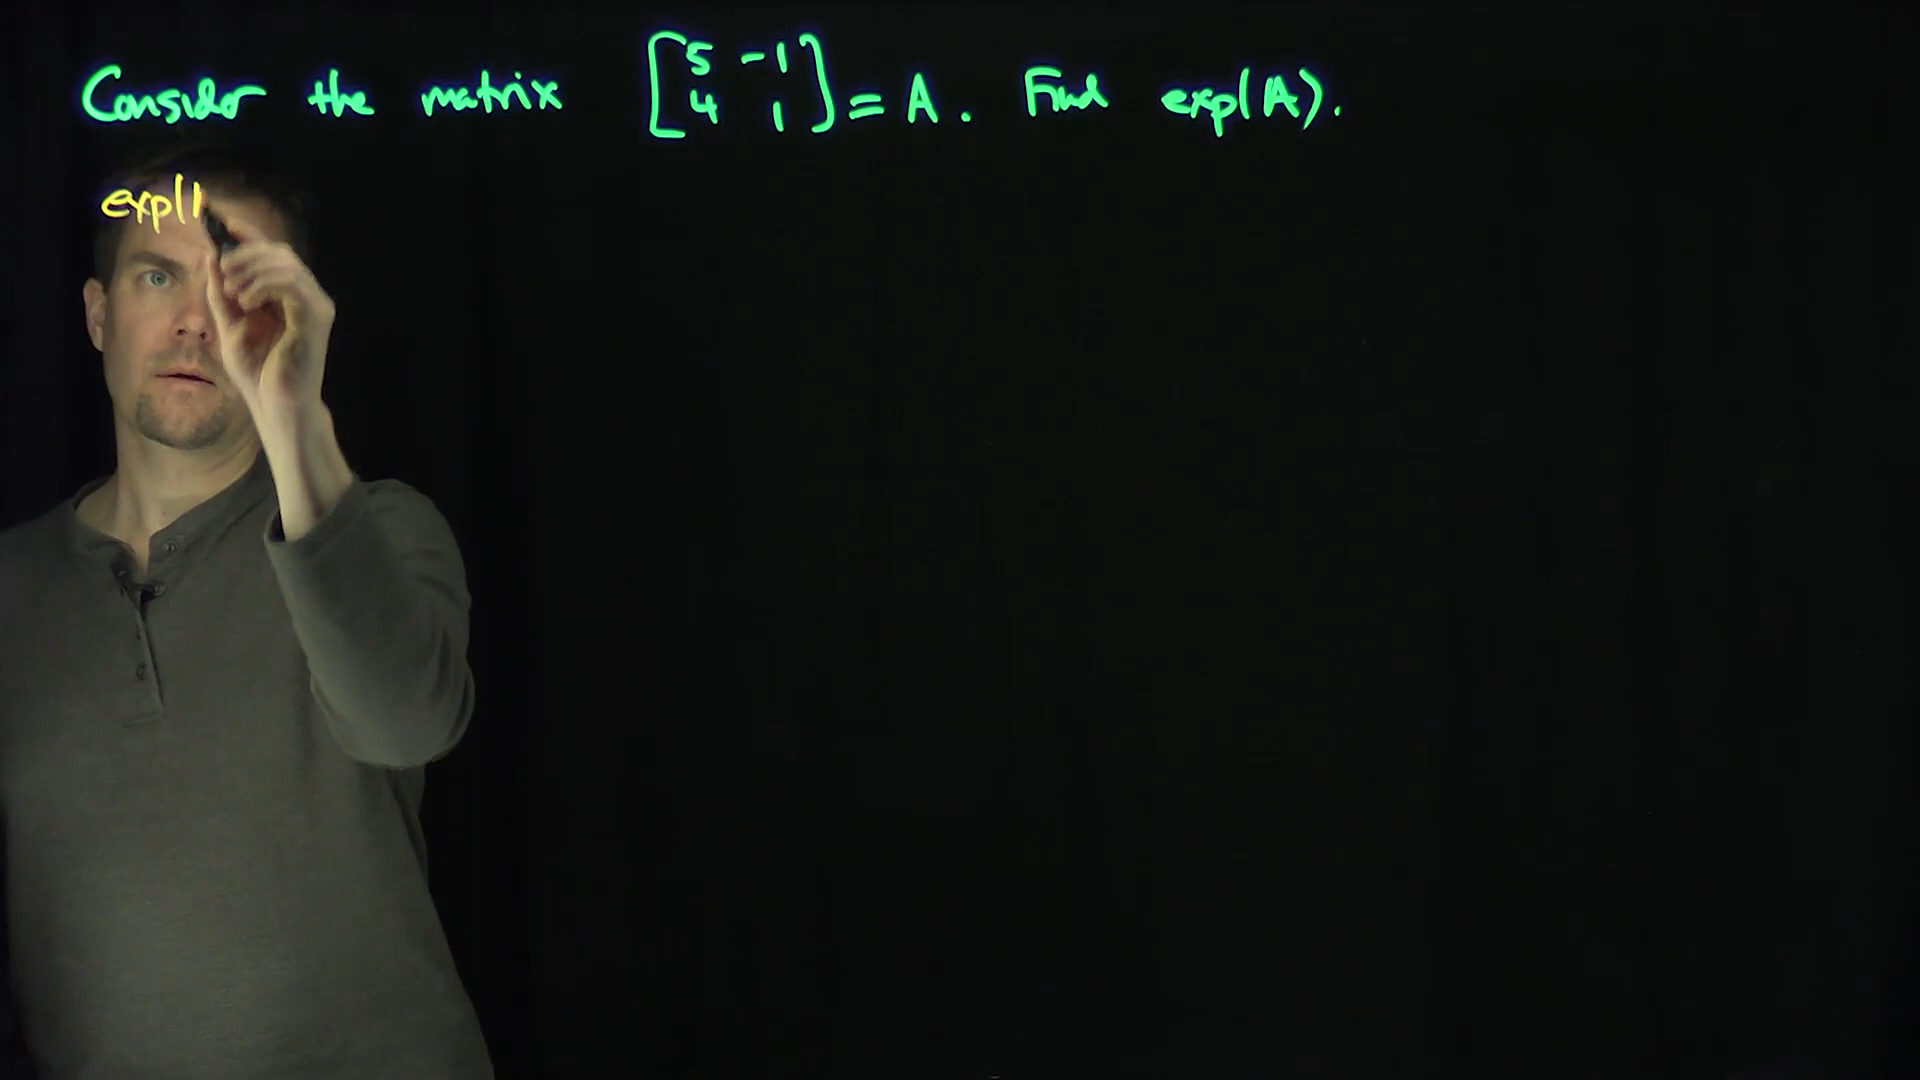 Consider the matrix [5 -1
4 1] = A. Find exp(A).
exp(